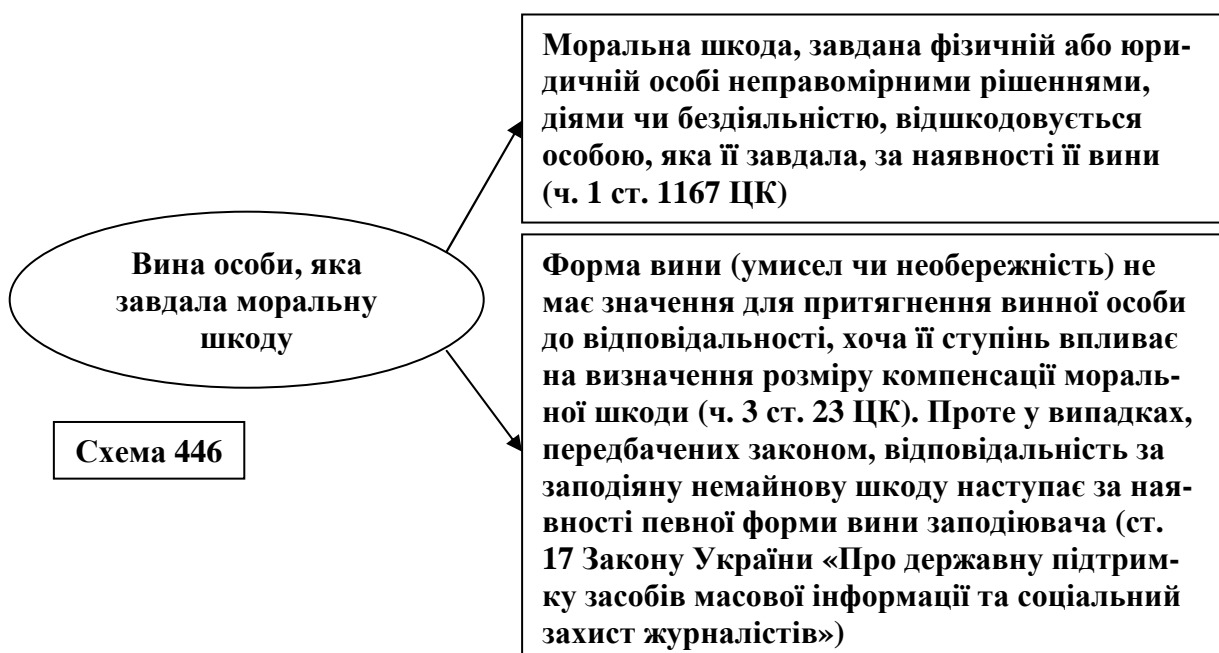 Моральна шкода, завдана фізичній або юри-
дичній особі неправомірними рішеннями,
діями чи бездіяльністю, відшкодовується
особою, яка її завдала, за наявності її вини
(ч. 1 ст. 1167 ЦК)
Вина особи, яка
завдала моральну
шкоду
Форма вини (умисел чи необережність) не
має значення для притягнення винної особи
до відповідальності, хоча її ступінь впливає
на визначення розміру компенсації мораль-
ної шкоди (ч. 3 ст. 23 ЦК). Проте у випадках,
передбачених законом, відповідальність за
заподіяну немайнову шкоду наступає за ная-
вності певної форми вини заподіювача (ст.
17 Закону України «Про державну підтрим-
ку засобів масової інформації та соціальний
захист журналістів»)
Схема 446